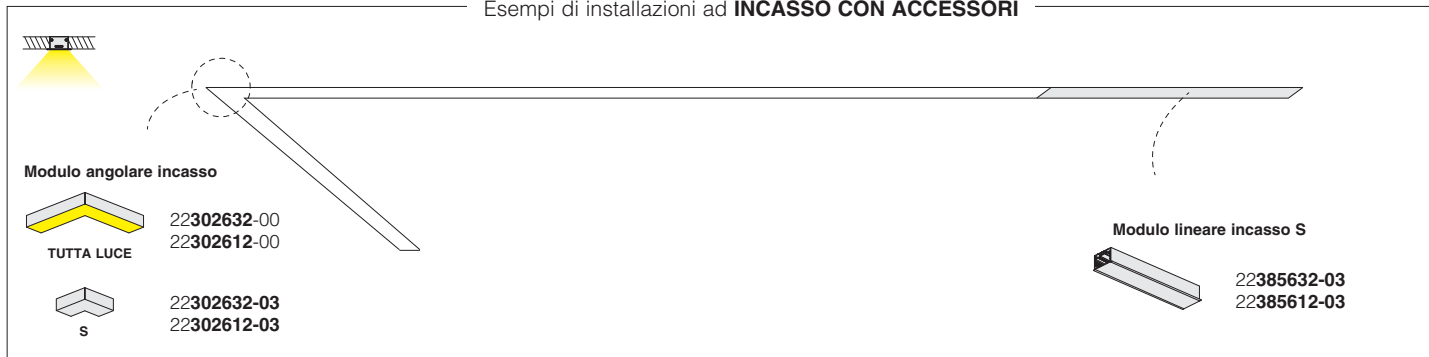 Esempi di installazioni ad INCASSO CON ACCESSORI
Modulo angolare incasso
22302632-00
22302612-00
TUTTA LUCE
22302632-03
22302612-03
S
Modulo lineare incasso S
22385632-03
22385612-03